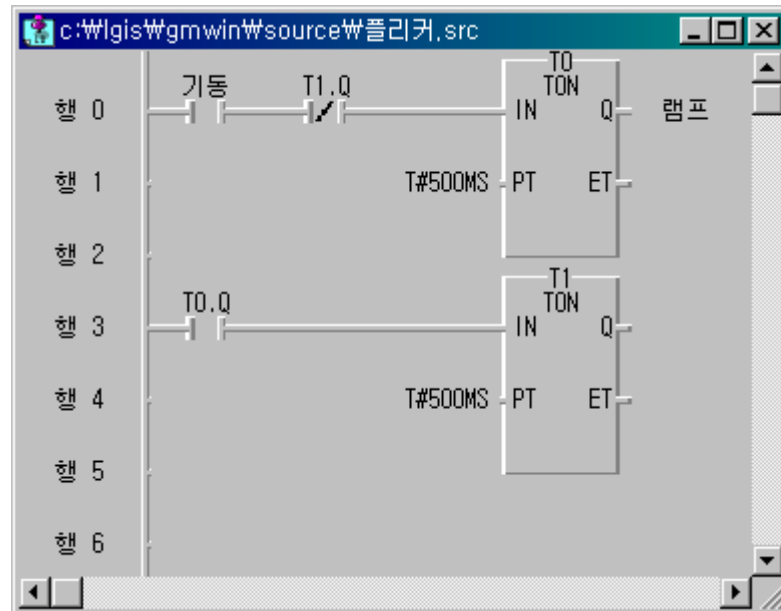 c:₩lgis₩gmwin₩source₩플리커.src
T0
기동 T1.Q TON
행 0 IN Q 램프
행 1 T#500MS PT ET
행 2
T1
T0.Q TON
행 3 IN Q
행 4 T#500MS PT ET
행 5
행 6